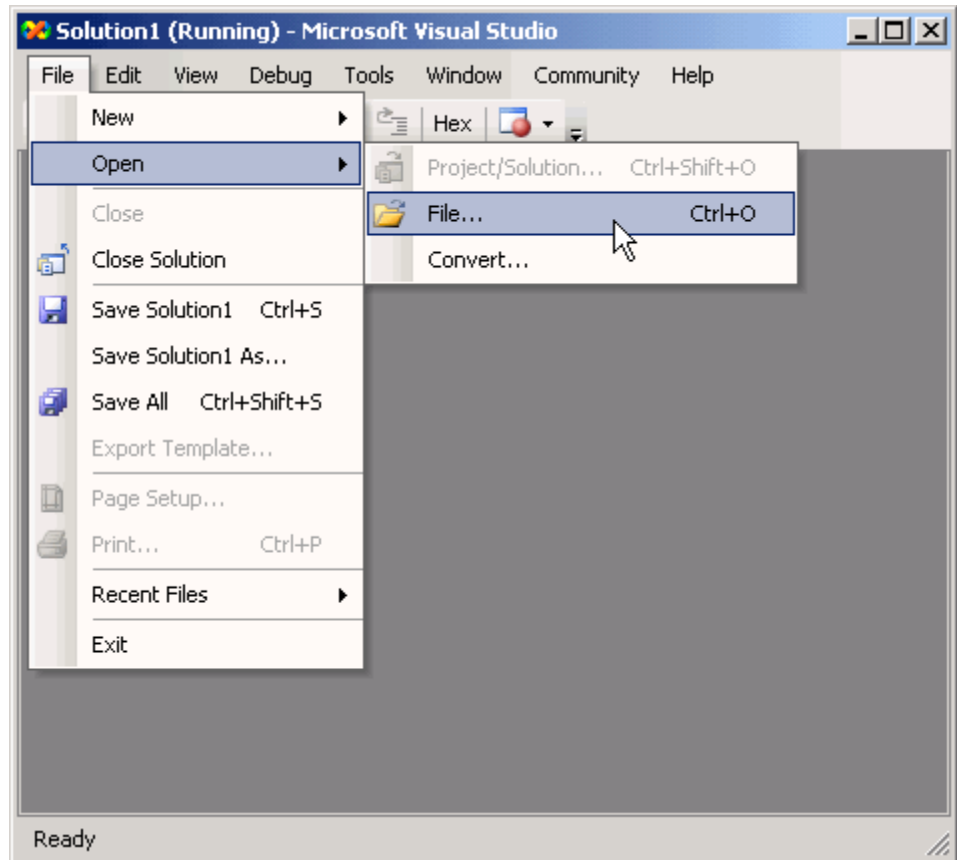 Solution1 (Running) - Microsoft Visual Studio
File Edit View Debug Tools Window Community Help
New
Hex
Open
Project/Solution... Ctrl+Shift+O
Close
File... Ctrl+O
Close Solution
Convert...
Save Solution1 Ctrl+S
Save Solution1 As...
Save All Ctrl+Shift+S
Export Template...
Page Setup...
Print... Ctrl+P
Recent Files
Exit
Ready